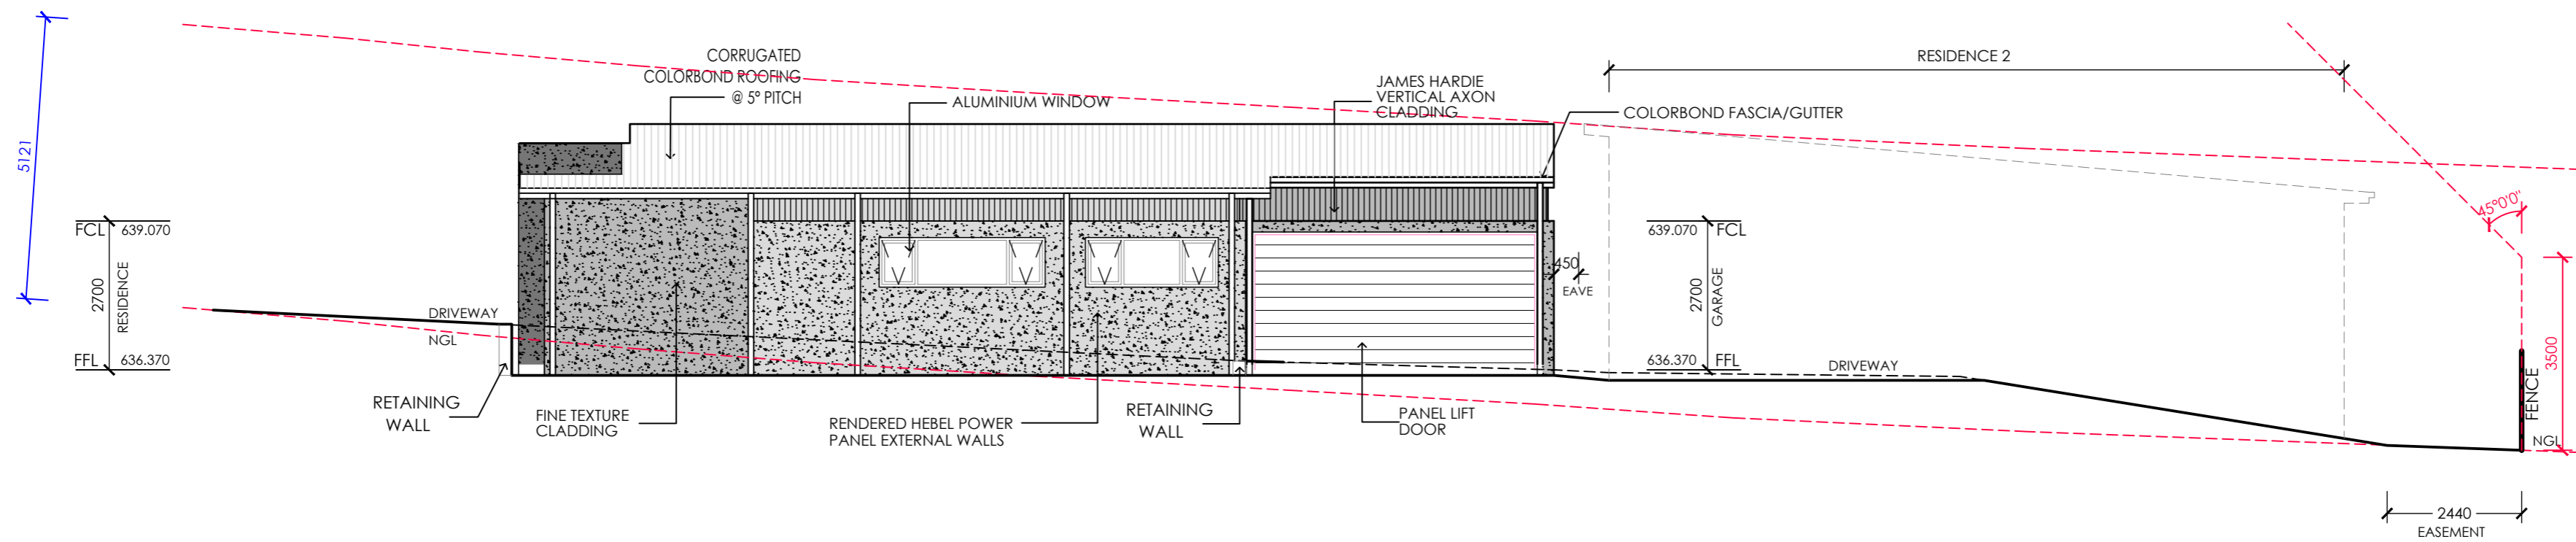 5121
FCL 639.070
2700
RESIDENCE
FFL 636.370
CORRUGATED
COLORBOND ROOFING
@ 5° PITCH
ALUMINIUM WINDOW
JAMES HARDIE
VERTICAL AXON
CLADDING
COLORBOND FASCIA/GUTTER
RESIDENCE 2
DRIVEWAY
NGL
RETAINING
WALL
FINE TEXTURE
CLADDING
RENDERED HEBEL POWER
PANEL EXTERNAL WALLS
RETAINING
WALL
PANEL LIFT
DOOR
450
EAVE
639.070 FCL
2700
GARAGE
636.370 FFL
DRIVEWAY
45°0'0"
3500
FENCE
NGL
2440
EASEMENT